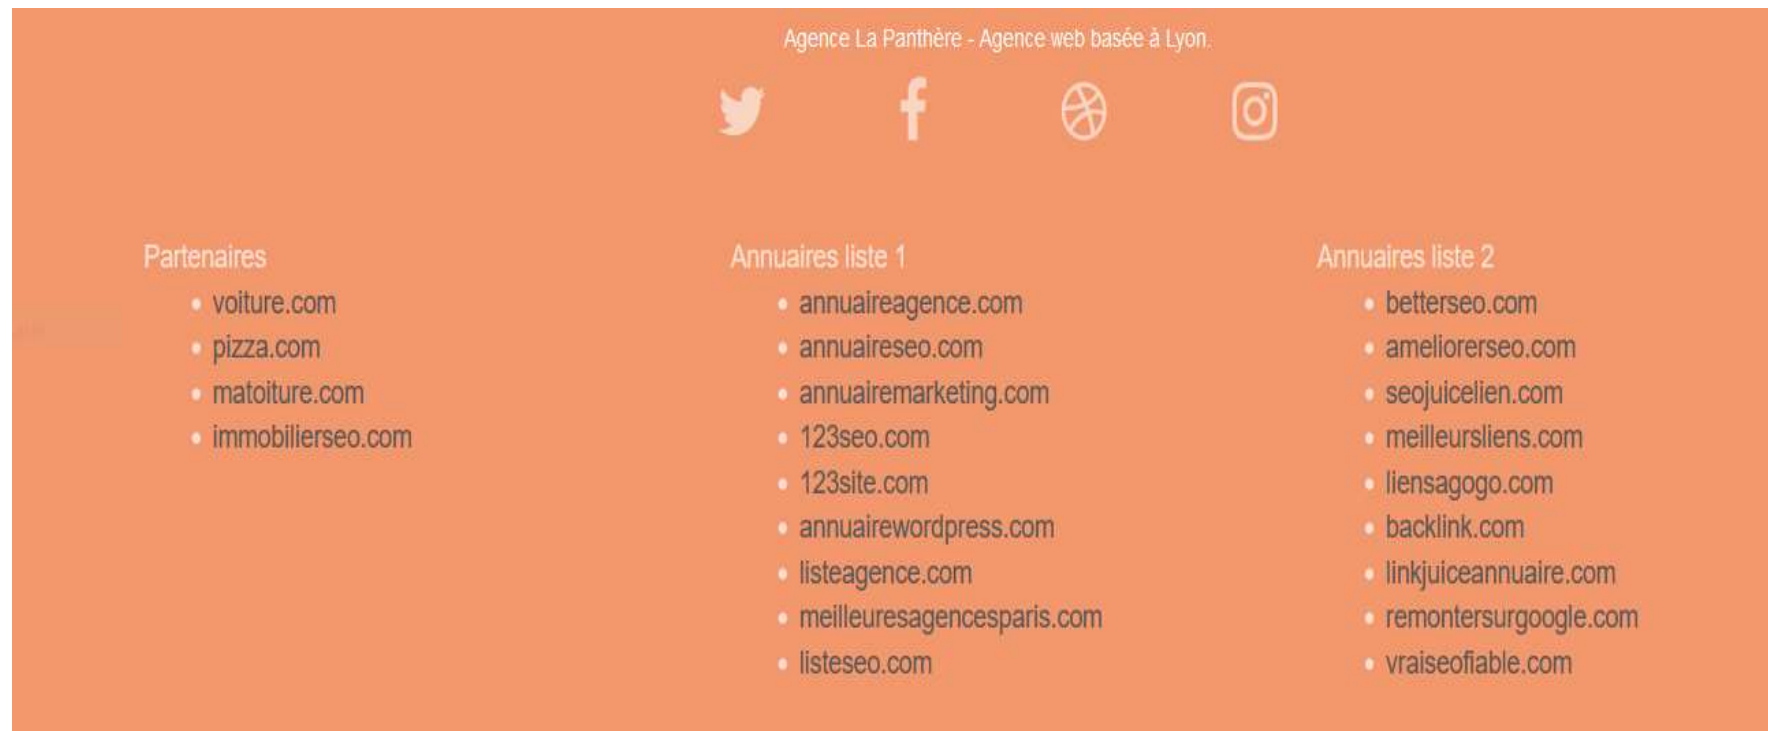 Agence La Panthère - Agence web basée à Lyon.
Partenaires
voiture.com
pizza.com
matoiture.com
immobilierseo.com
Annuaires liste 1
annuaireagence.com
annuaireseo.com
annuairemarketing.com
123seo.com
123site.com
annuairewordpress.com
listeagence.com
meilleuresagencesparis.com
listeseo.com
Annuaires liste 2
betterseo.com
ameliorerseo.com
seojuicelien.com
meilleursliens.com
liensagogo.com
backlink.com
linkjuiceannuaire.com
remontersurgoogle.com
vraiseofiable.com